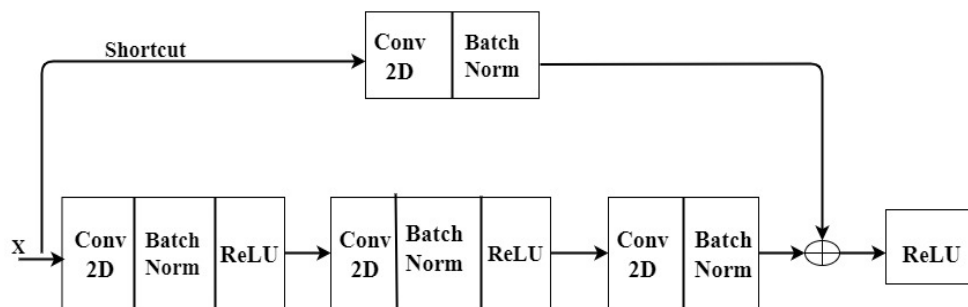 Shortcut
Conv
2D
Batch
Norm
X
Conv
2D
Batch
Norm
ReLU
Conv
2D
Batch
Norm
ReLU
Conv
2D
Batch
Norm
ReLU